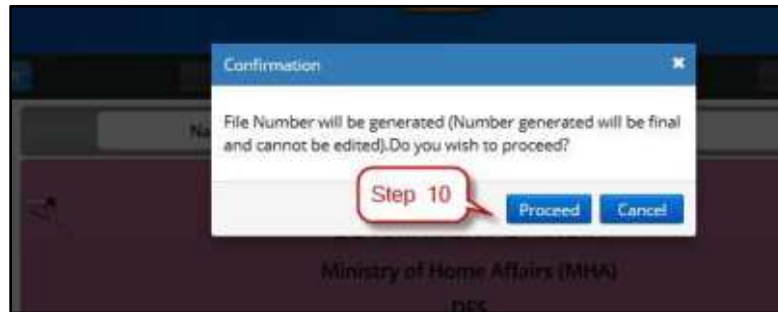 Confirmation
File Number will be generated (Number generated will be final
and cannot be edited).Do you wish to proceed?
Step 10
Proceed Cancel
Ministry of Home Affairs (MHA)